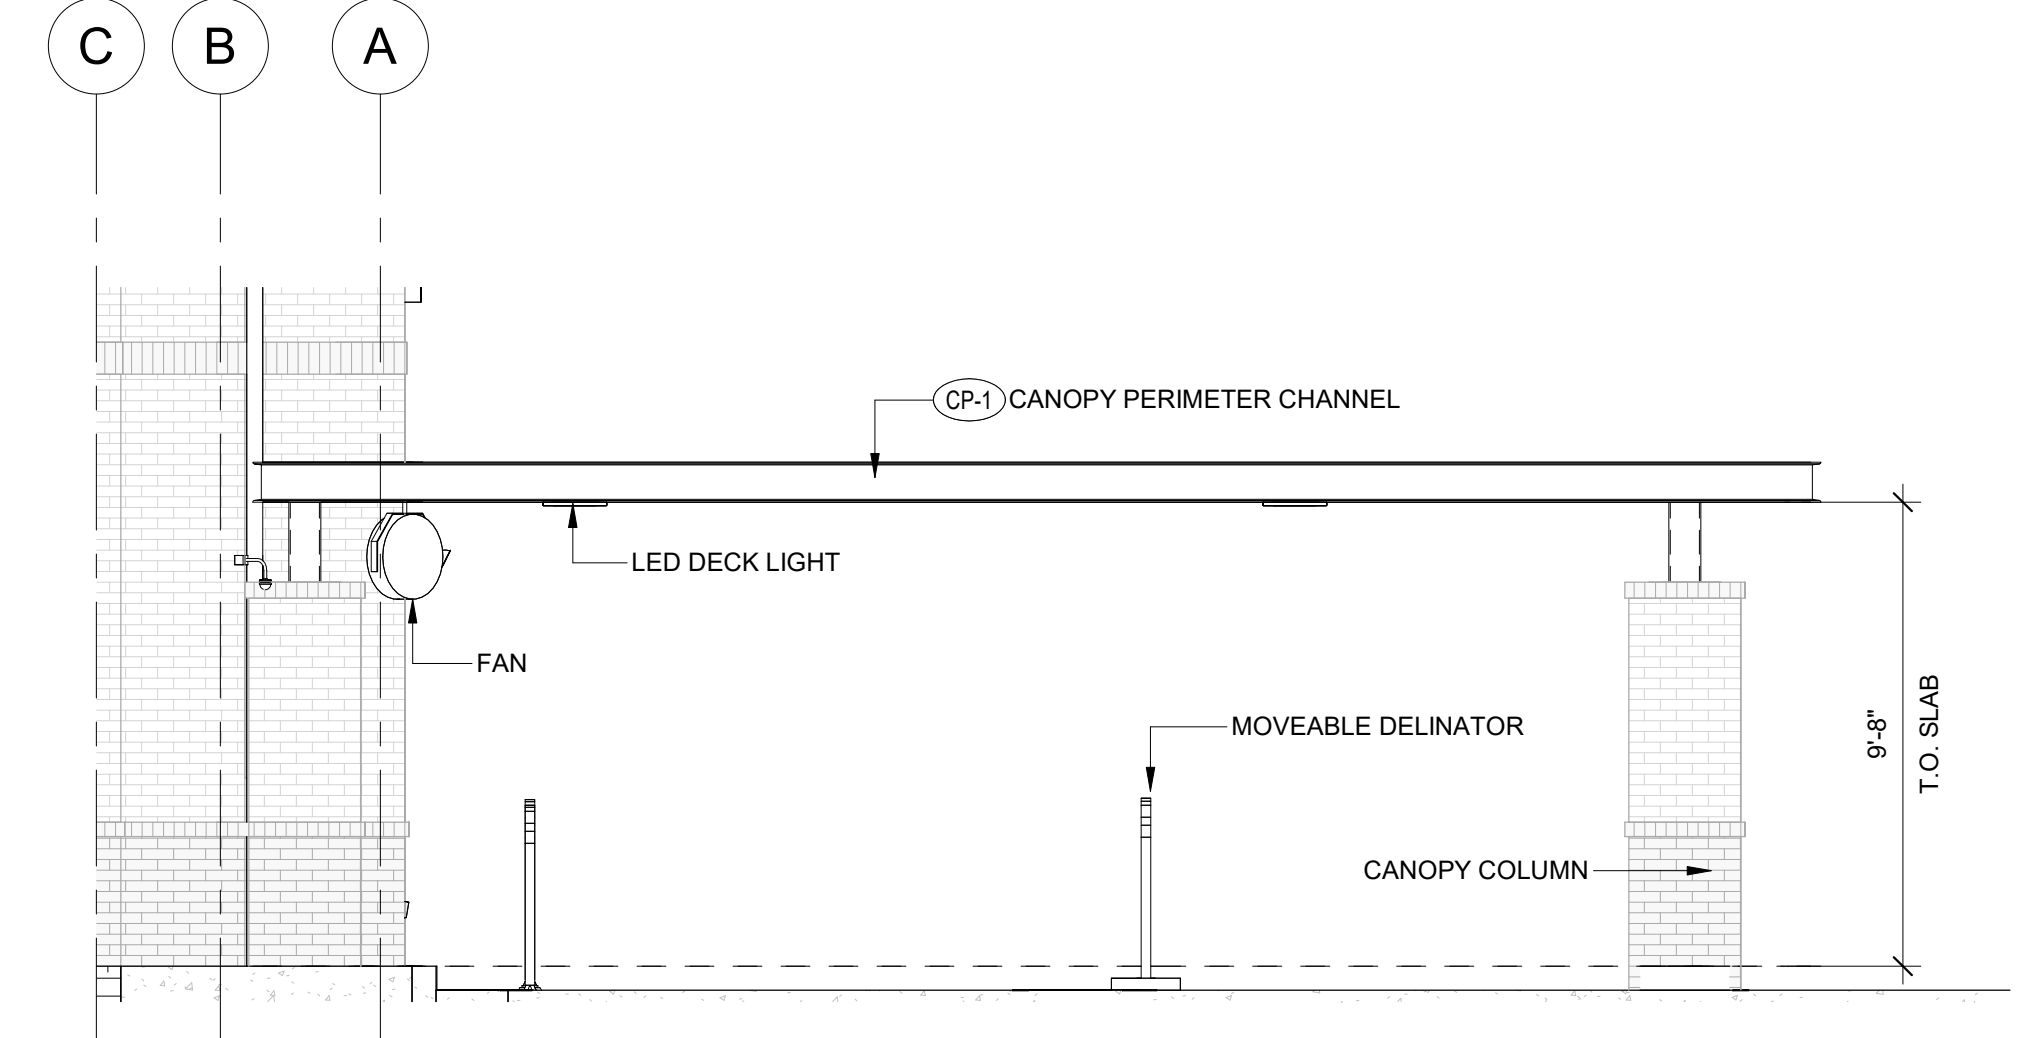 C B A
CP-1 CANOPY PERIMETER CHANNEL
LED DECK LIGHT
FAN
MOVEABLE DELINATOR
9'-8"
T.O. SLAB
CANOPY COLUMN